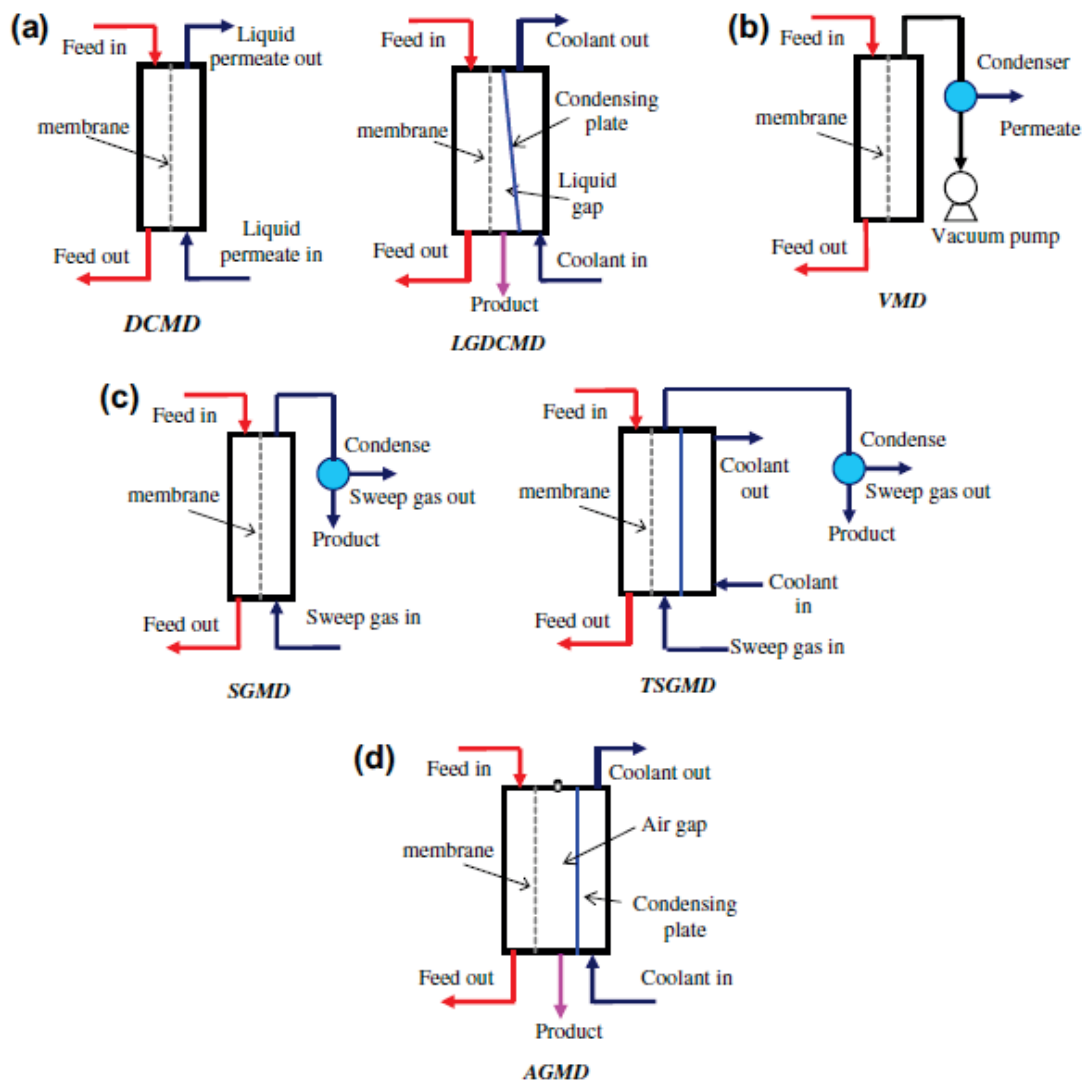 (a)
Feed in
Liquid
permeate out
membrane
Feed out
Liquid
permeate in
DCMD
Feed in
Coolant out
membrane
Condensing
plate
Liquid
gap
Feed out
Coolant in
Product
LGDCMD
(b)
Feed in
Condenser
membrane
Permeate
Feed out
Vacuum pump
VMD
(c)
Feed in
Condense
membrane
Sweep gas out
Product
Feed out
Sweep gas in
SGMD
Feed in
Condense
Coolant
out
membrane
Sweep gas out
Product
Coolant
in
Feed out
Sweep gas in
TSGMD
(d)
Feed in
Coolant out
Air gap
membrane
Condensing
plate
Feed out
Coolant in
Product
AGMD